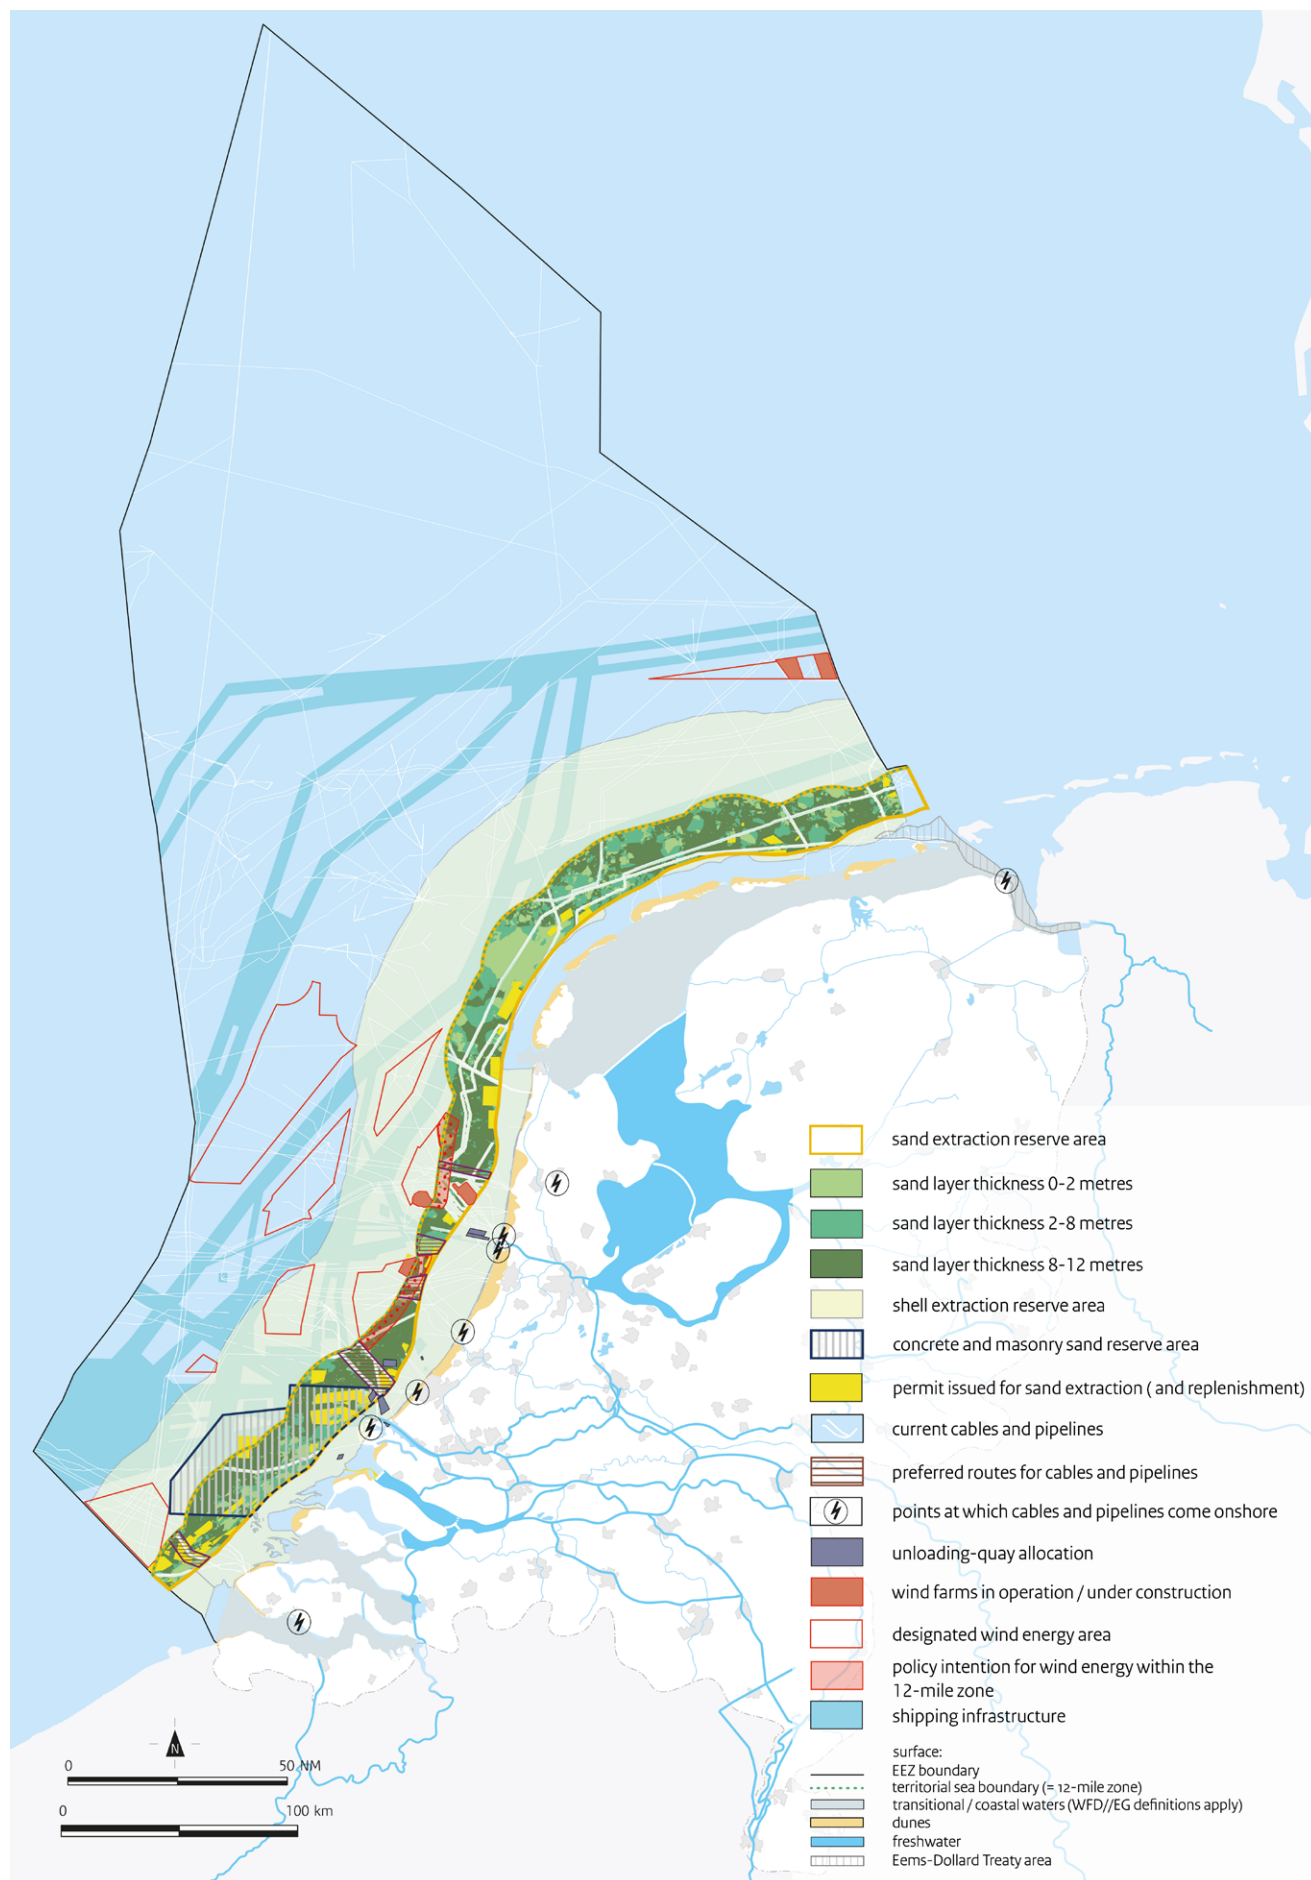 sand extraction reserve area
sand layer thickness 0-2 metres
sand layer thickness 2-8 metres
sand layer thickness 8-12 metres
shell extraction reserve area
concrete and masonry sand reserve area
permit issued for sand extraction ( and replenishment)
current cables and pipelines
preferred routes for cables and pipelines
points at which cables and pipelines come onshore
unloading-quay allocation
wind farms in operation / under construction
designated wind energy area
policy intention for wind energy within the
12-mile zone
shipping infrastructure
surface:
EEZ boundary
territorial sea boundary (= 12-mile zone)
transitional / coastal waters (WFD//EG definitions apply)
dunes
freshwater
Eems-Dollard Treaty area
N
0 50 NM
0 100 km